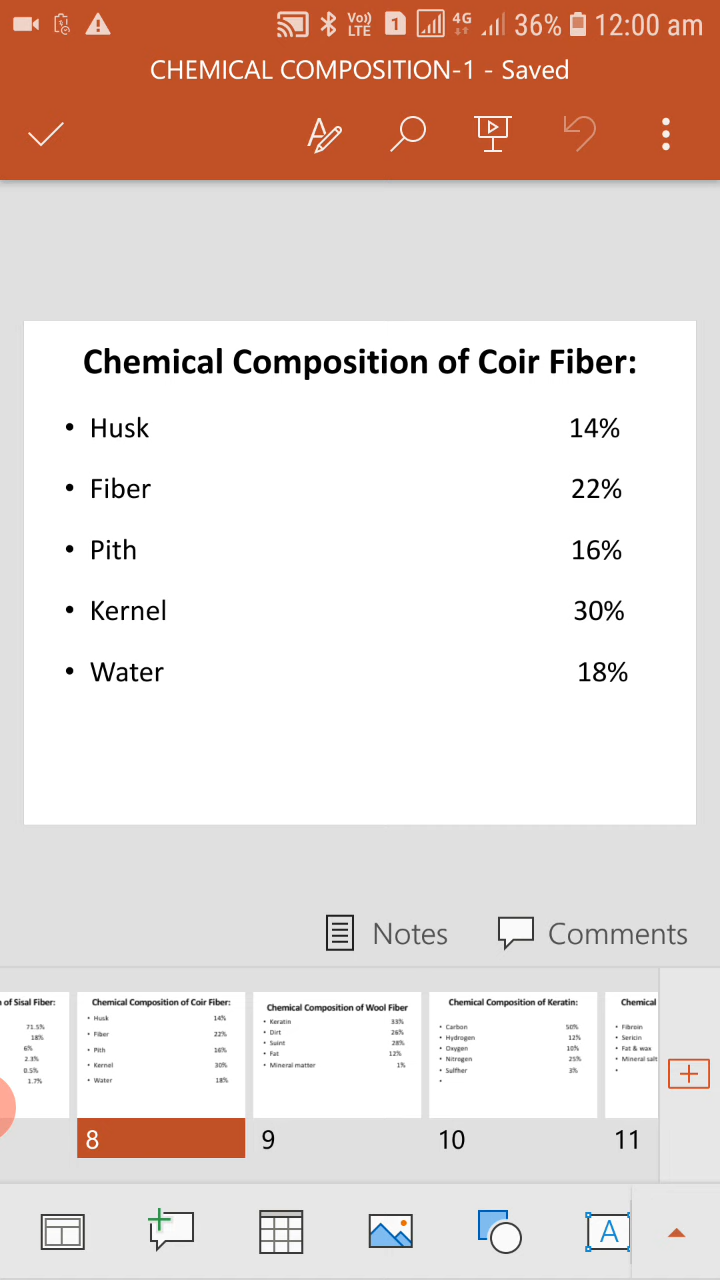 Vo))
LTE
1
4G
36%
12:00 am
CHEMICAL COMPOSITION-1 - Saved
Chemical Composition of Coir Fiber:
• Husk 14%
• Fiber 22%
• Pith 16%
• Kernel 30%
• Water 18%
Notes
Comments
of Sisal Fiber:
71.5%
18%
6%
2.3%
0.5%
1.7%
Chemical Composition of Coir Fiber:
• Husk 14%
• Fiber 22%
• Pith 16%
• Kernel 30%
• Water 18%
8
Chemical Composition of Wool Fiber
• Keratin 33%
• Dirt 26%
• Suint 28%
• Fat 12%
• Mineral matter 1%
9
Chemical Composition of Keratin:
• Carbon 50%
• Hydrogen 12%
• Oxygen 10%
• Nitrogen 25%
• Sulfher 3%
•
10
Chemical
• Fibroin
• Sericin
• Fat & wax
• Mineral salt
•
11
A